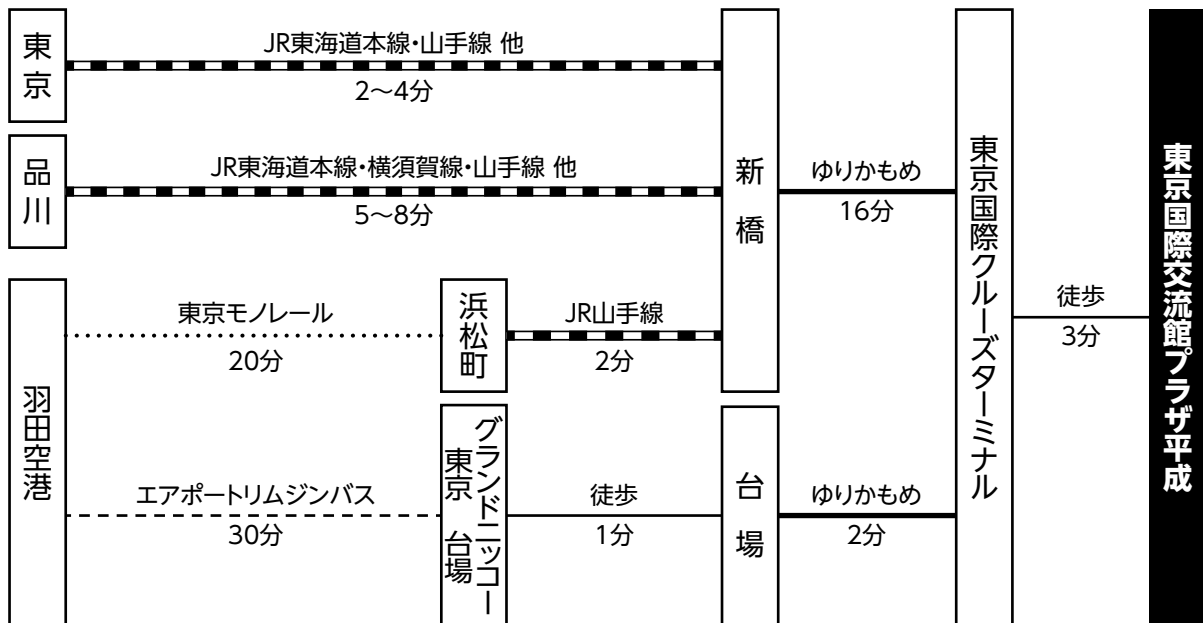 東京
JR東海道本線・山手線 他
2～4分
品川
JR東海道本線・横須賀線・山手線 他
5～8分
新橋
ゆりかもめ
16分
羽田空港
東京モノレール
20分
浜松町
JR山手線
2分
エアポートリムジンバス
30分
グランドニッコー
東京 台場
徒歩
1分
台場
ゆりかもめ
2分
東京国際クルーズターミナル
徒歩
3分
東京国際交流館プラザ平成